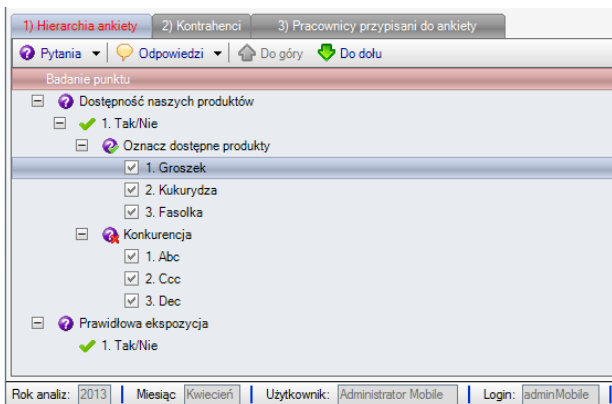 1) Hierarchia ankiety 2) Kontrahenci 3) Pracownicy przypisani do ankiety
Pytania Odpowiedzi Do góry Do dołu
Badanie punktu
Dostępność naszych produktów
1. Tak/Nie
Oznacz dostępne produkty
1. Groszek
2. Kukurydza
3. Fasolka
Konkurencja
1. Abc
2. Ccc
3. Dec
Prawidłowa ekspozycja
1. Tak/Nie
Rok analiz: 2013 Miesiąc Kwiecień Użytkownik: Administrator Mobile Login: adminMobile